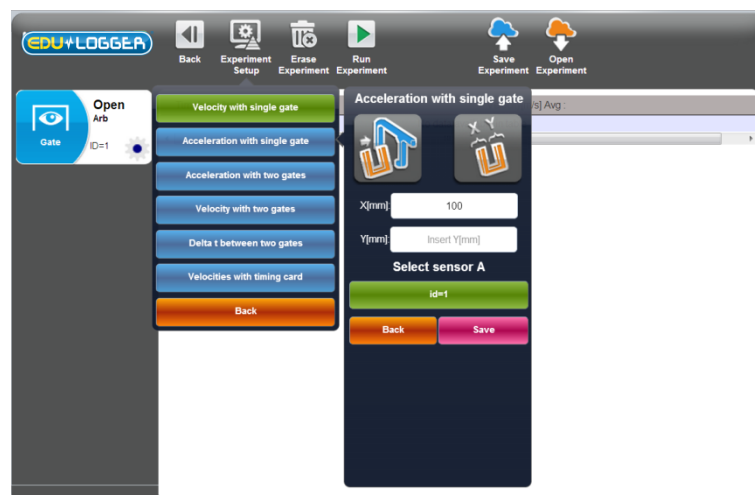 EDU LOGGER
Back
Experiment
Setup
Erase
Experiment
Run
Experiment
Save
Experiment
Open
Experiment
Open
Arb
Gate
ID=1
Velocity with single gate
Acceleration with single gate
Acceleration with two gates
Velocity with two gates
Delta t between two gates
Velocities with timing card
Back
Acceleration with single gate
X Y
X[mm]: 100
Y[mm]: Insert Y[mm]
Select sensor A
id=1
Back
Save
/s] Avg :